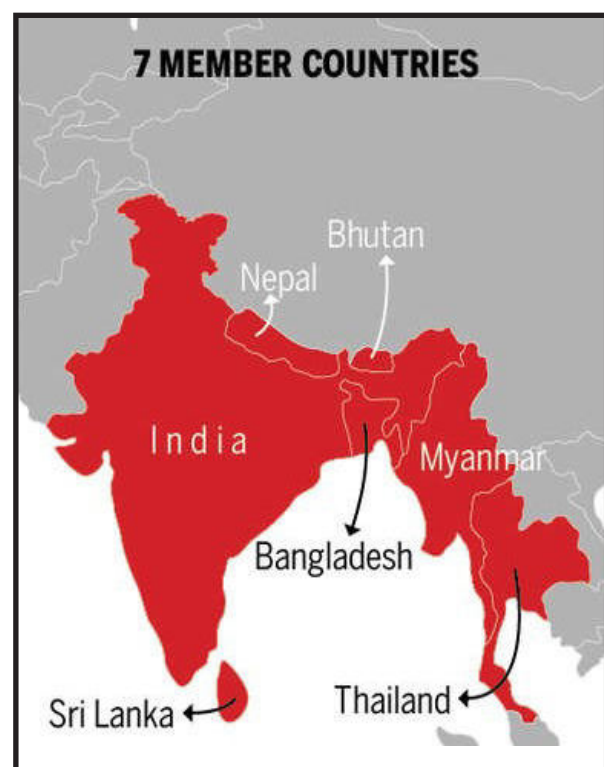 7 MEMBER COUNTRIES
Bhutan
Nepal
India
Myanmar
Bangladesh
Thailand
Sri Lanka